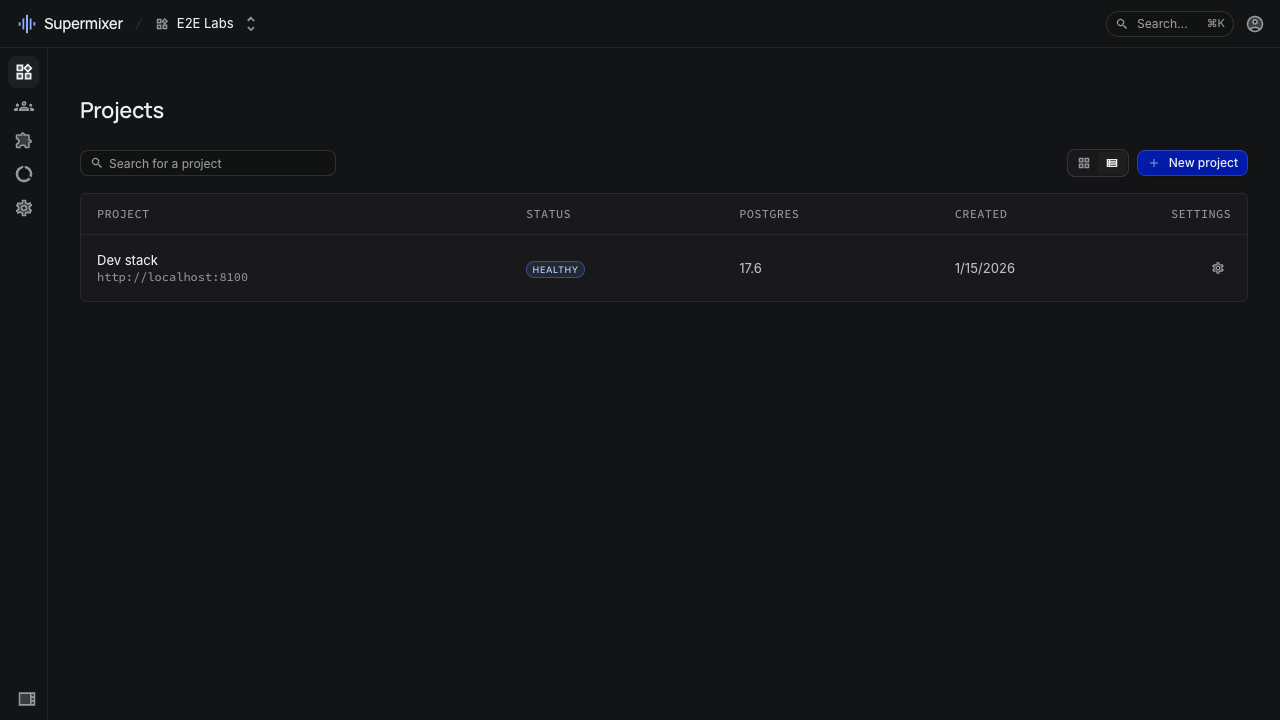 Supermixer / E2E Labs Search... ⌘K
Projects
Search for a project New project
PROJECT STATUS POSTGRES CREATED SETTINGS
Dev stack
http://localhost:8100 HEALTHY 17.6 1/15/2026